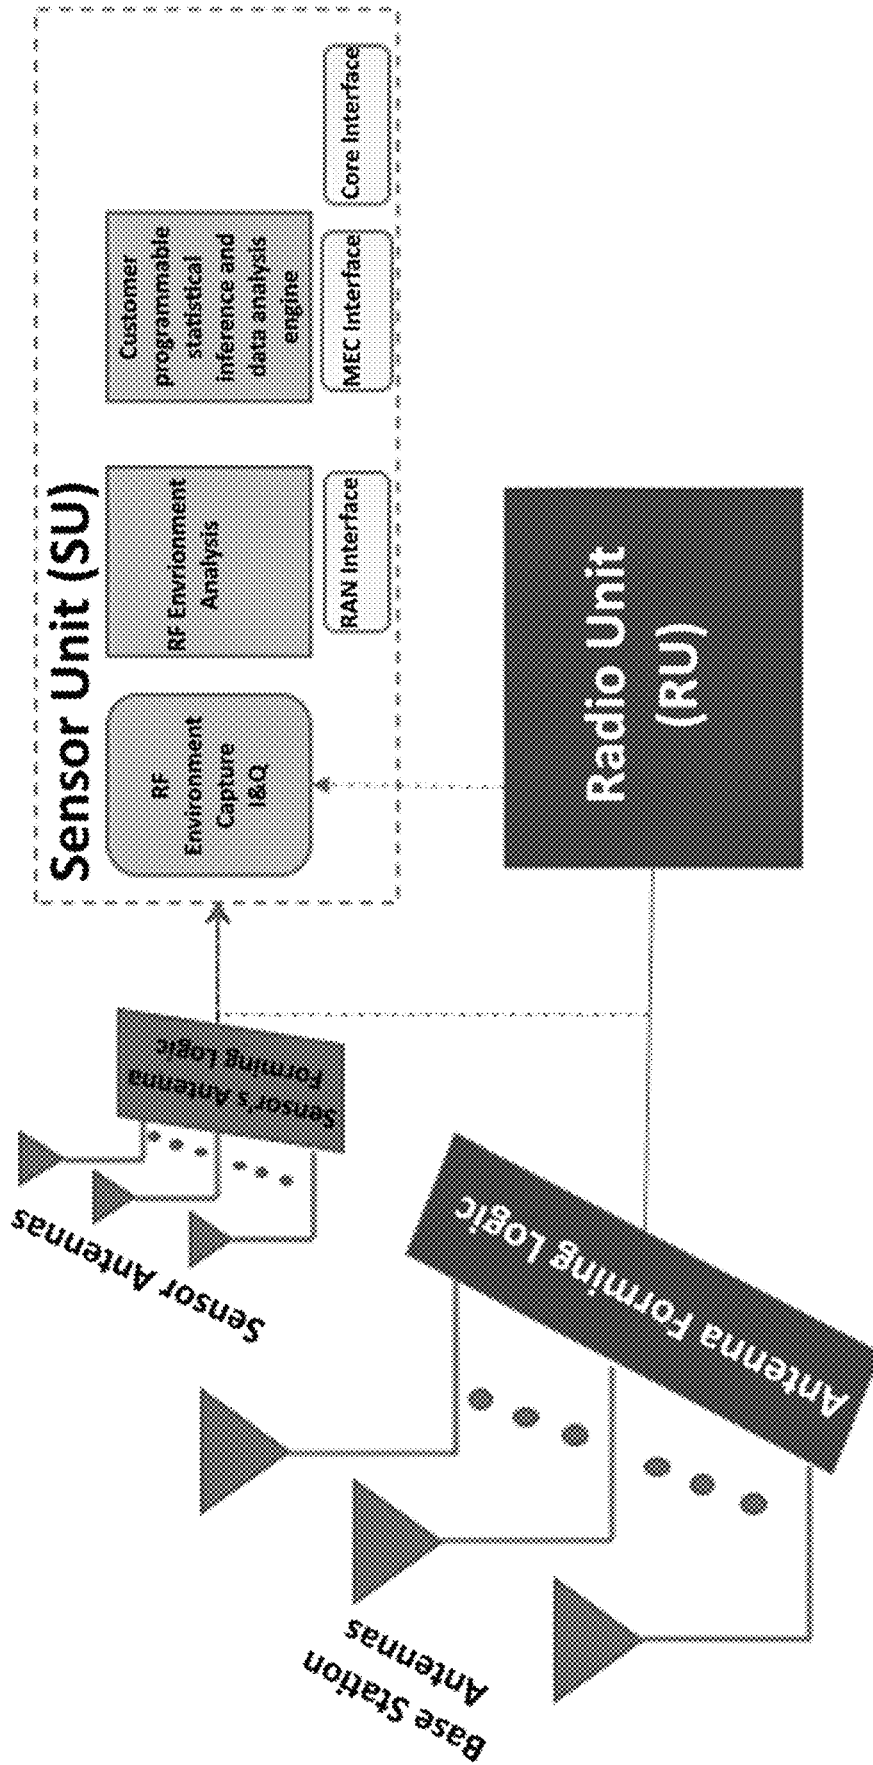 Sensor Unit (SU)
RF
Environment
Capture
I&Q
RF Envrionment
Analysis
Customer
programmable
statistical
inference and
data analysis
engine
RAN Interface
MEC Interface
Core Interface
Sensor Antennas
Sensor's Antenna
Forming Logic
Base Station
Antennas
Antenna Forming Logic
Radio Unit
(RU)